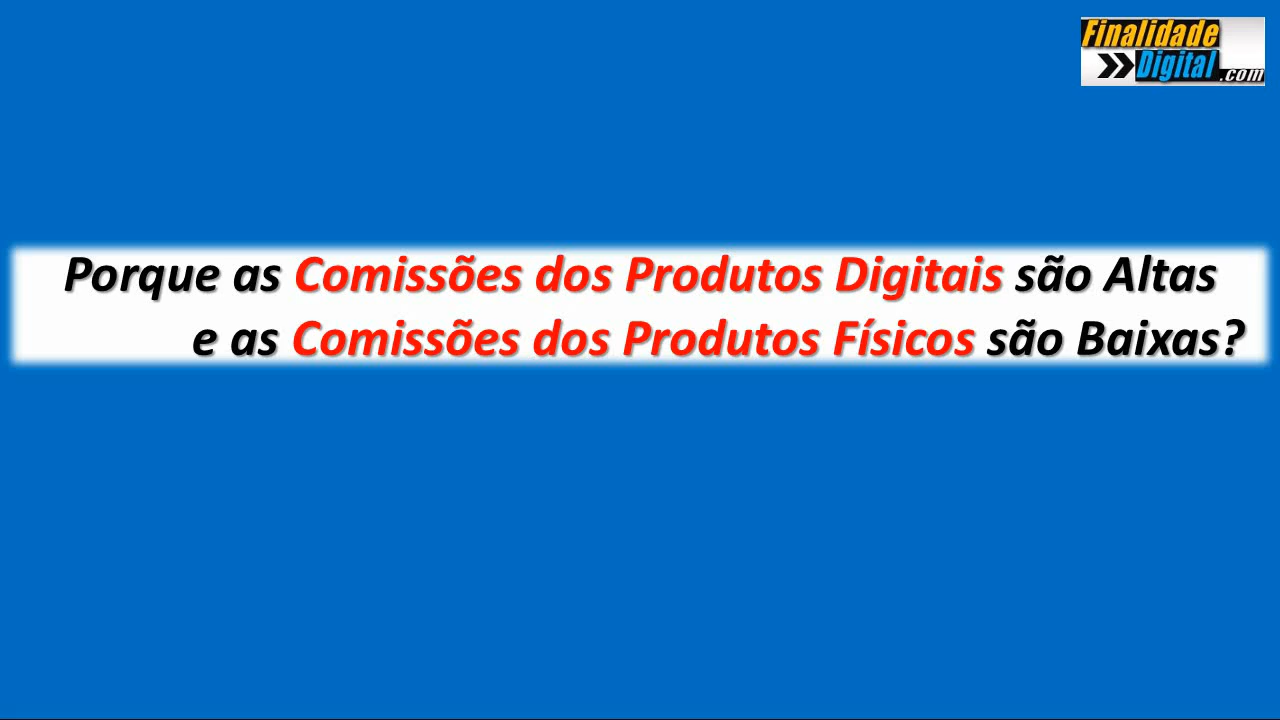 Finalidade
Digital
.com
Porque as Comissões dos Produtos Digitais são Altas
e as Comissões dos Produtos Físicos são Baixas?